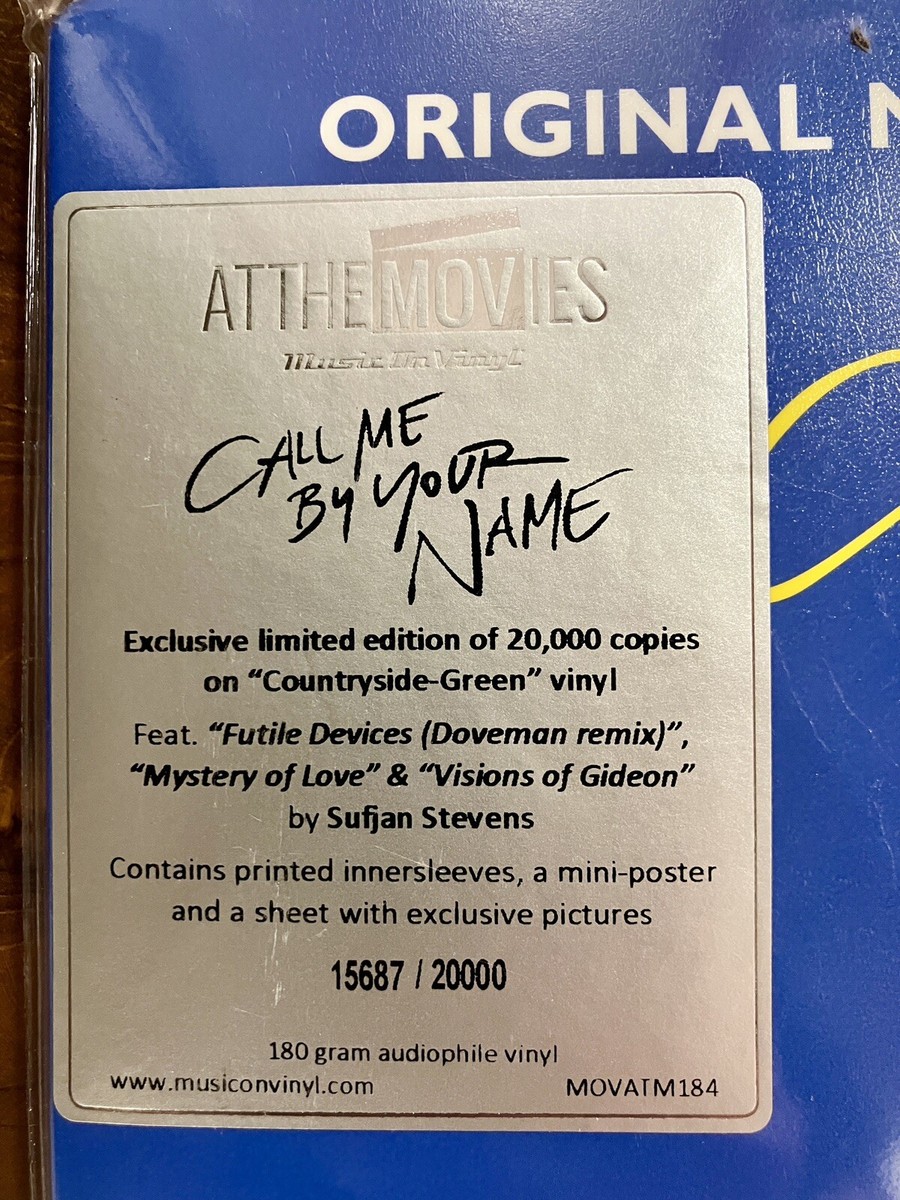 ORIGINAL
ATTHEMOVIES
Music On Vinyl
CALL ME
BY YOUR
NAME
Exclusive limited edition of 20,000 copies
on “Countryside-Green” vinyl
Feat. “Futile Devices (Doveman remix)”,
“Mystery of Love” & “Visions of Gideon”
by Sufjan Stevens
Contains printed innersleeves, a mini-poster
and a sheet with exclusive pictures
15687 / 20000
180 gram audiophile vinyl
www.musiconvinyl.com MOVATM184